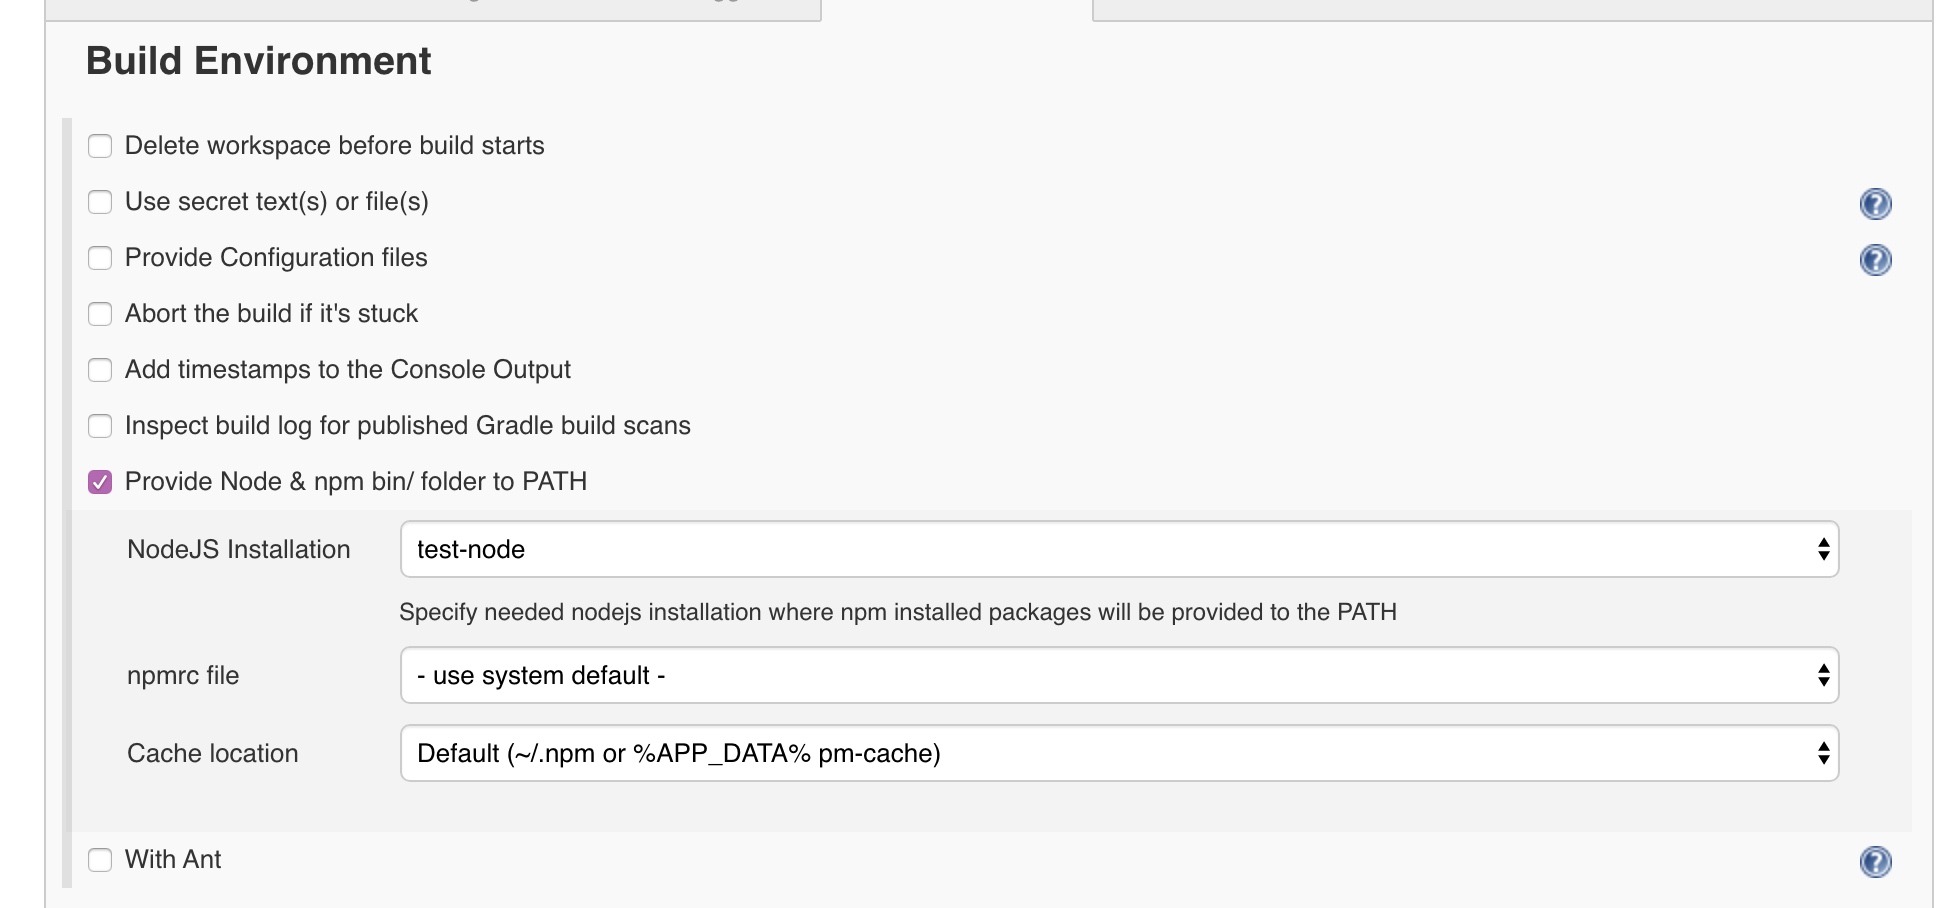 Build Environment
Delete workspace before build starts
Use secret text(s) or file(s)
Provide Configuration files
Abort the build if it's stuck
Add timestamps to the Console Output
Inspect build log for published Gradle build scans
Provide Node & npm bin/ folder to PATH
NodeJS Installation test-node
Specify needed nodejs installation where npm installed packages will be provided to the PATH
npmrc file - use system default -
Cache location Default (~/.npm or %APP_DATA% pm-cache)
With Ant